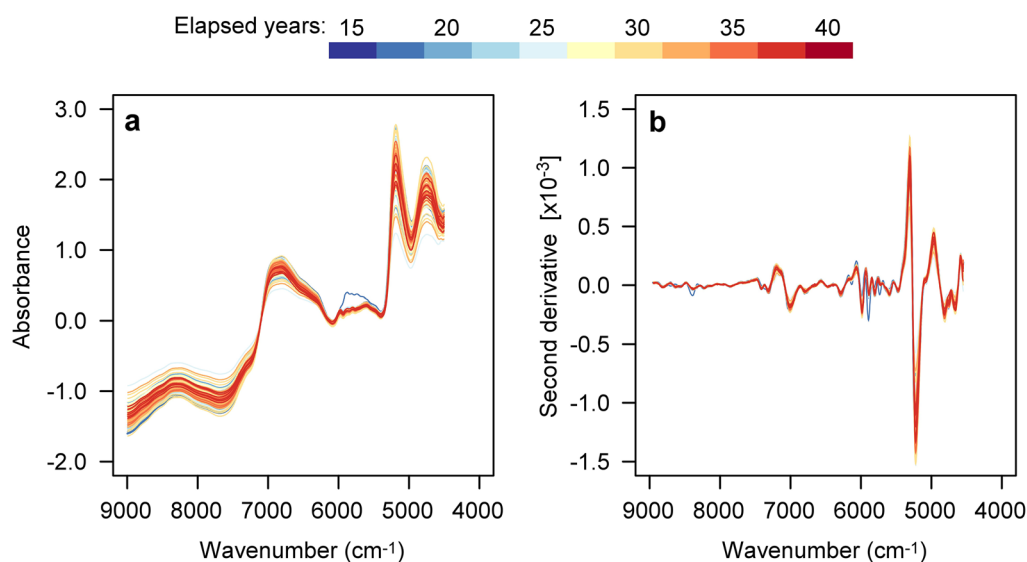 Elapsed years: 15 20 25 30 35 40
a
3.0
2.0
1.0
0.0
-1.0
-2.0
Absorbance
9000 8000 7000 6000 5000 4000
Wavenumber (cm-1)
b
1.5
1.0
0.5
0.0
-0.5
-1.0
-1.5
Second derivative [x10-3]
9000 8000 7000 6000 5000 4000
Wavenumber (cm-1)